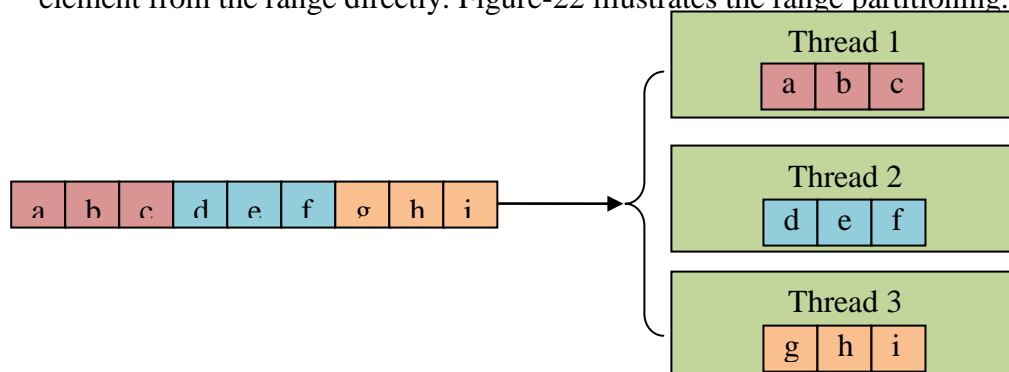 element from the range directly. Figure-22 illustrates the range partitioning.
Thread 1
a b c
a b c d e f g h i
Thread 2
d e f
Thread 3
g h i